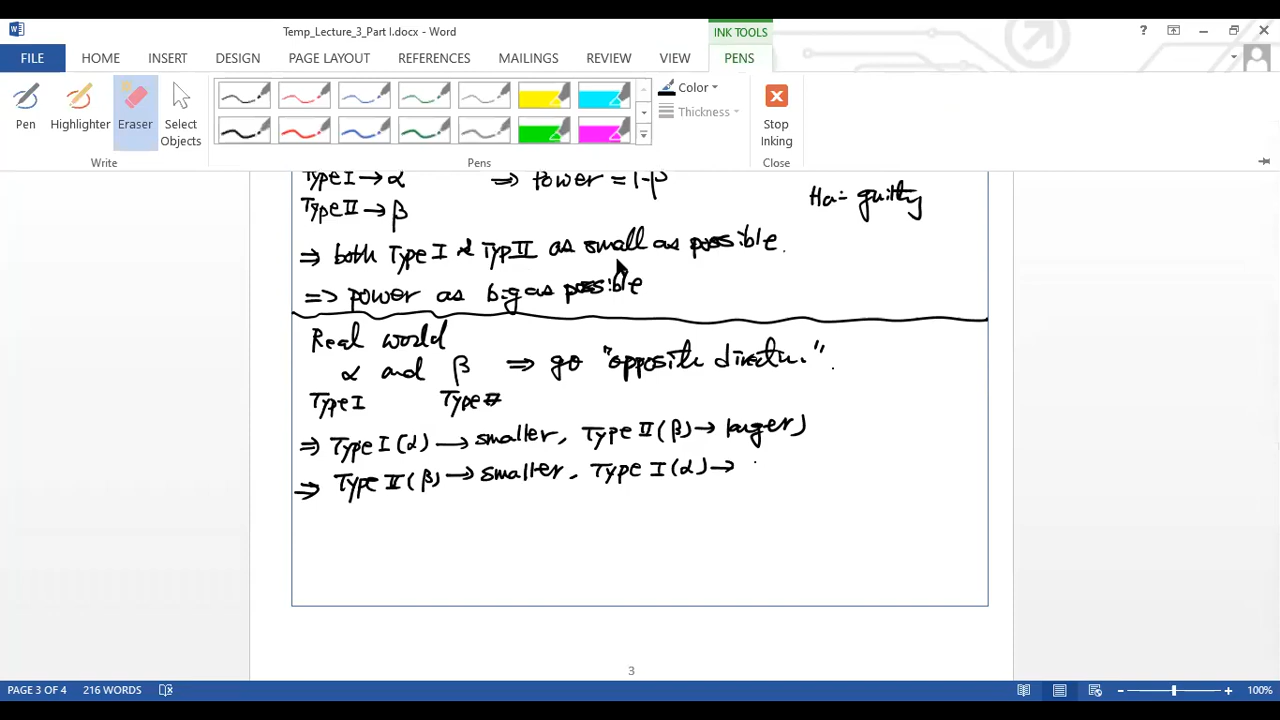 Temp_Lecture_3_Part I.docx - Word
INK TOOLS
FILE HOME INSERT DESIGN PAGE LAYOUT REFERENCES MAILINGS REVIEW VIEW PENS
Pen Highlighter Eraser Select Objects
Color
Thickness
Stop Inking
Write Pens Close
Type I → α ⇒ Power = 1-β
Type II → β
Ha = guilty
⇒ both Type I & Typ II as small as possible.
=> power as big as possible
Real world
α and β ⇒ go "opposite directn."
Type I Type II
⇒ Type I (α) → smaller, Type II (β) → larger)
⇒ Type II (β) → smaller, Type I (α) →
3
PAGE 3 OF 4 216 WORDS 100%